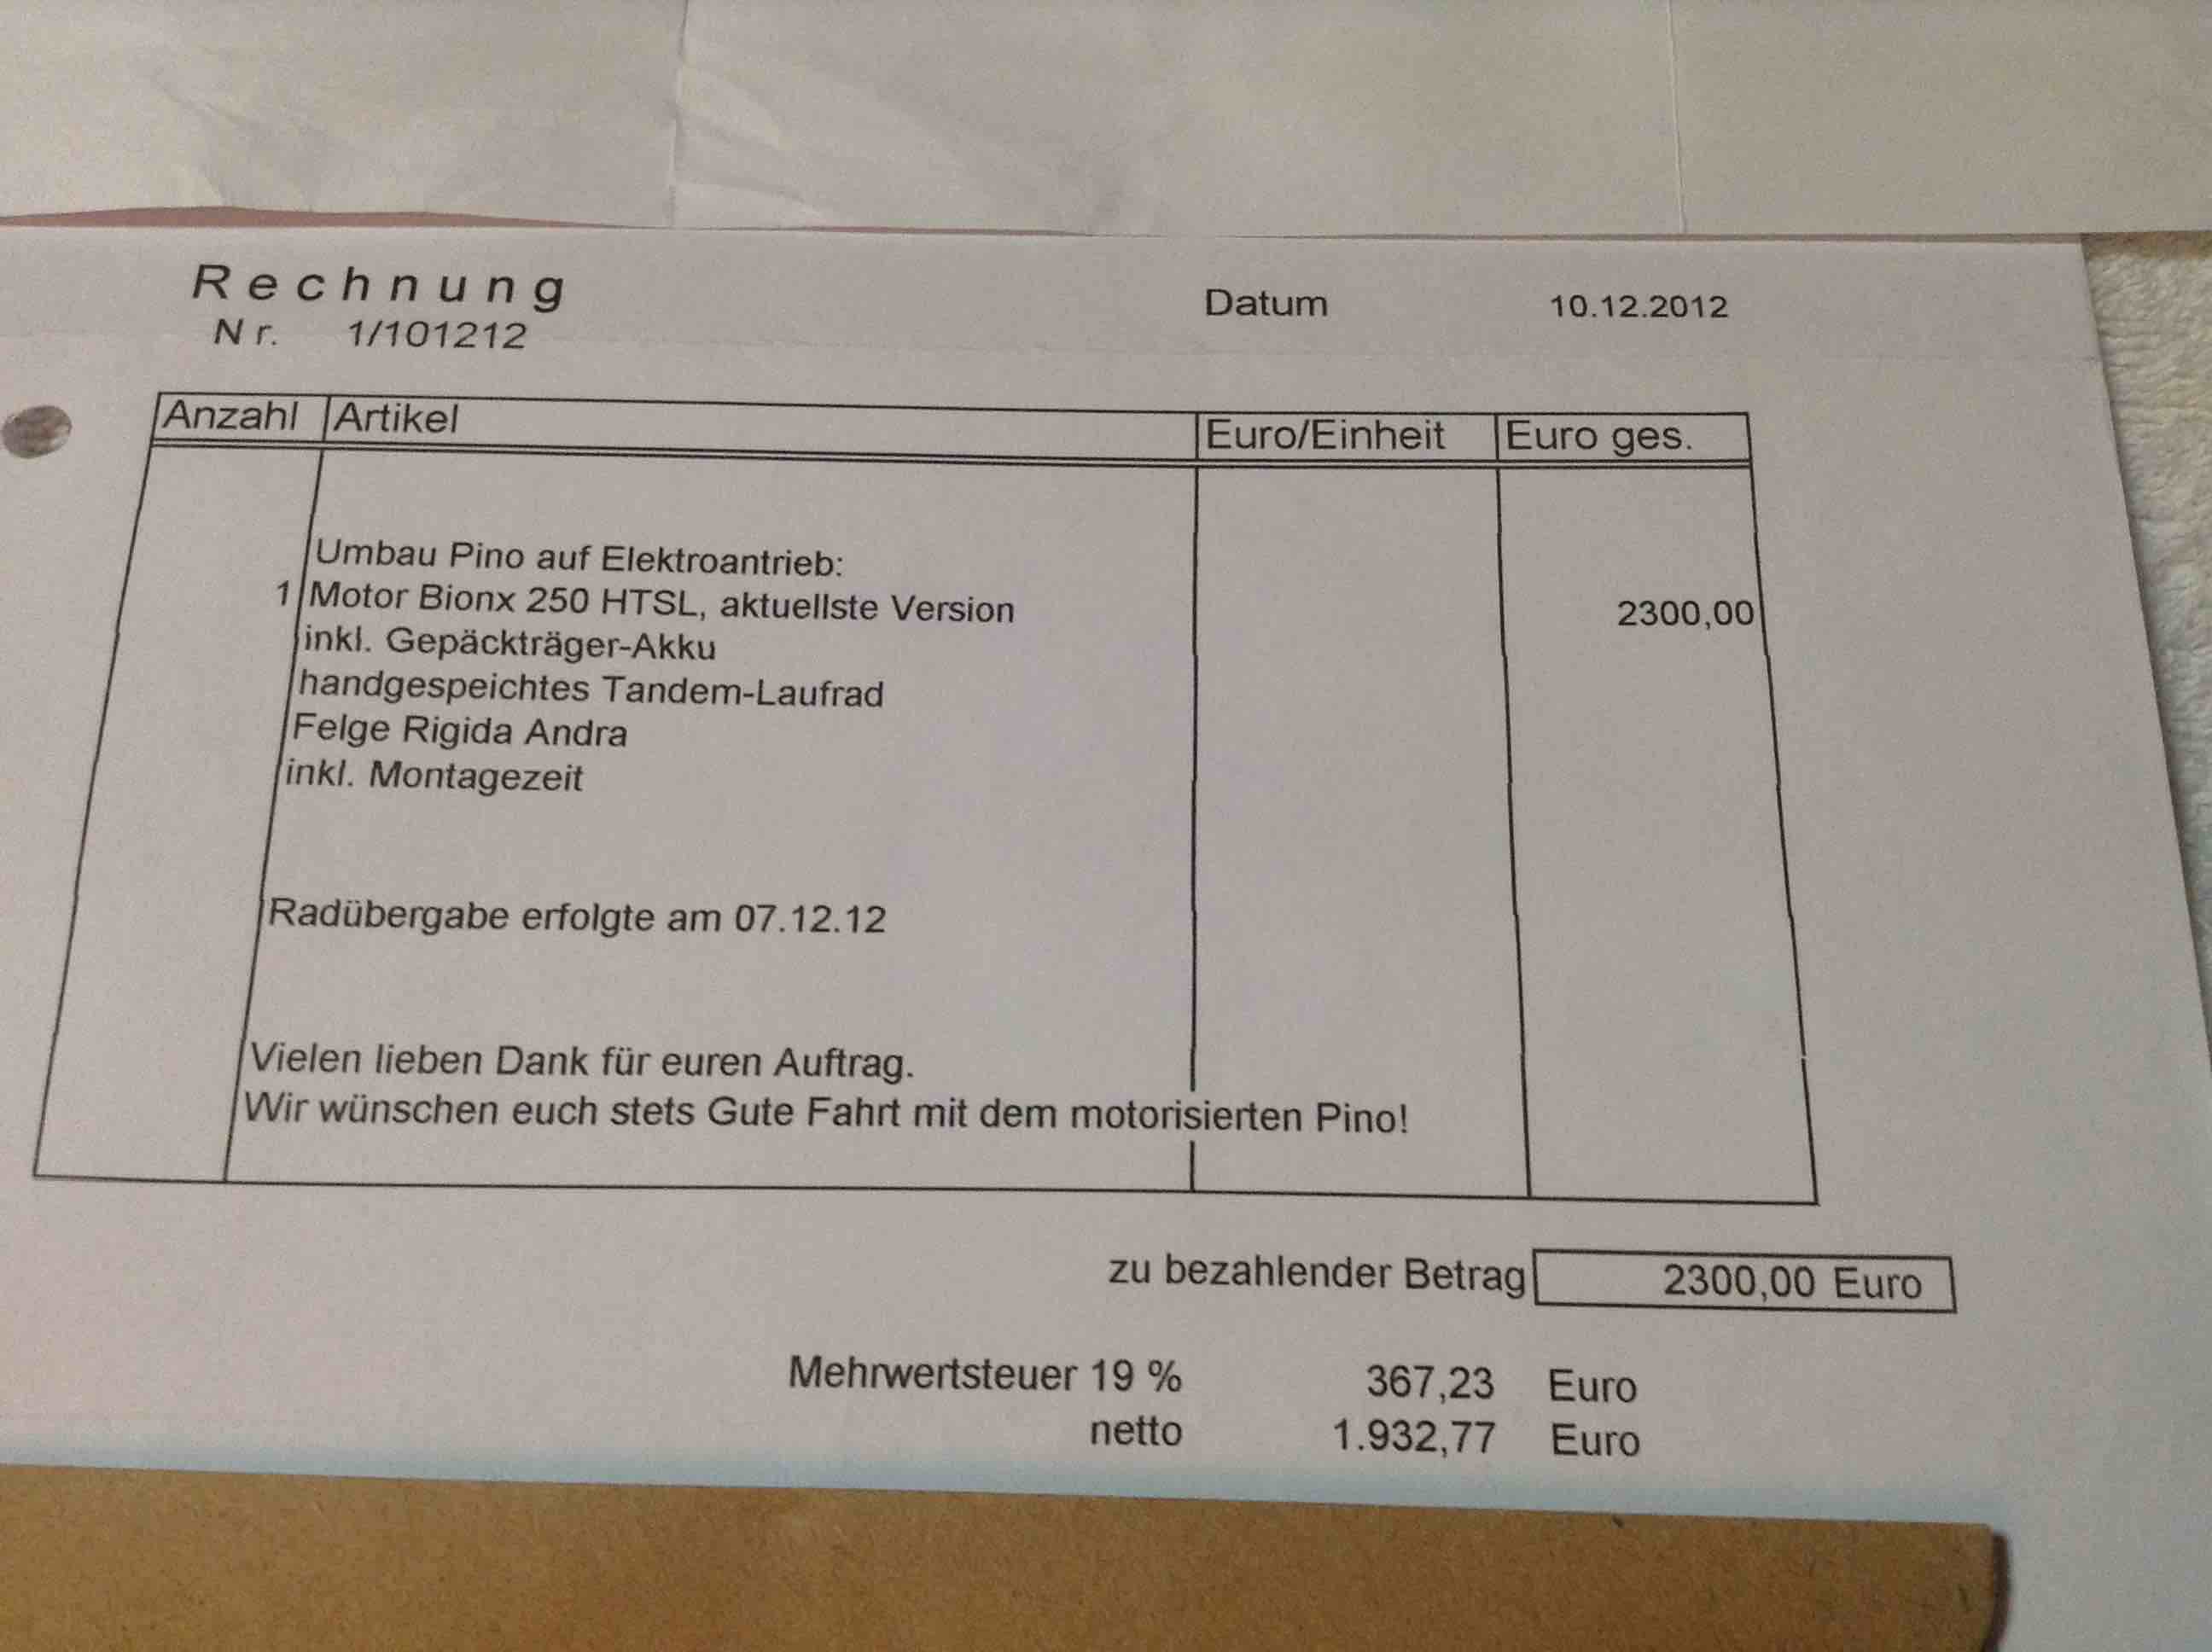 Rechnung Datum 10.12.2012
Nr. 1/101212
Anzahl Artikel Euro/Einheit Euro ges.
Umbau Pino auf Elektroantrieb:
1 Motor Bionx 250 HTSL, aktuellste Version 2300,00
inkl. Gepäckträger-Akku
handgespeichtes Tandem-Laufrad
Felge Rigida Andra
inkl. Montagezeit
Radübergabe erfolgte am 07.12.12
Vielen lieben Dank für euren Auftrag.
Wir wünschen euch stets Gute Fahrt mit dem motorisierten Pino!
zu bezahlender Betrag 2300,00 Euro
Mehrwertsteuer 19 % 367,23 Euro
netto 1.932,77 Euro